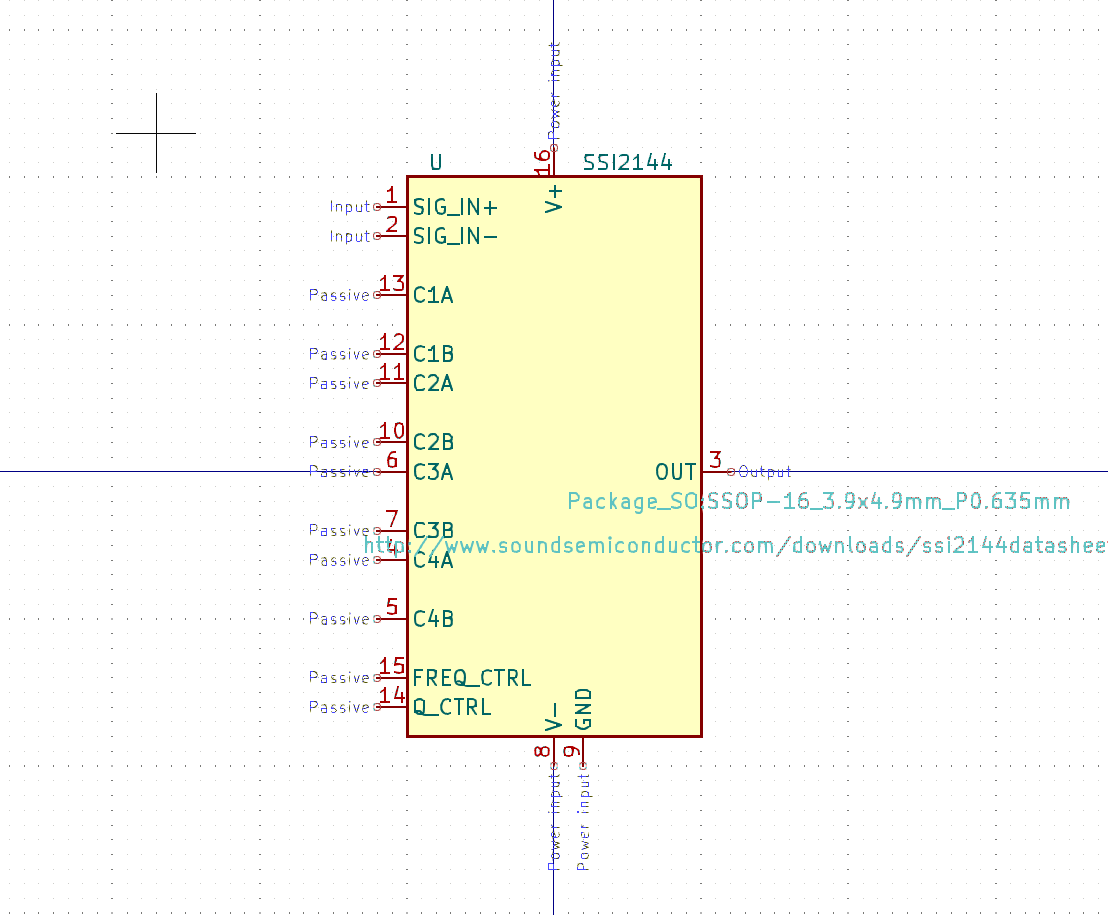 Power input
16
U SSI2144
V+
Input 1 SIG_IN+
Input 2 SIG_IN-
Passive 13 C1A
Passive 12 C1B
Passive 11 C2A
Passive 10 C2B
Passive 6 C3A OUT 3 Output
Package_SO:SSOP-16_3.9x4.9mm_P0.635mm
Passive 7 C3B
http://www.soundsemiconductor.com/downloads/ssi2144datasheet
Passive 4 C4A
Passive 5 C4B
Passive 15 FREQ_CTRL
Passive 14 Q_CTRL
V- GND
8 9
Power input Power input